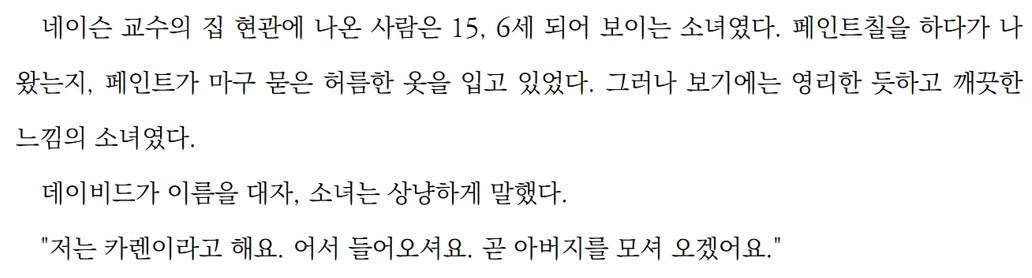 네이슨 교수의 집 현관에 나온 사람은 15, 6세 되어 보이는 소녀였다. 페인트칠을 하다가 나
왔는지, 페인트가 마구 묻은 허름한 옷을 입고 있었다. 그러나 보기에는 영리한 듯하고 깨끗한
느낌의 소녀였다.
데이비드가 이름을 대자, 소녀는 상냥하게 말했다.
"저는 카렌이라고 해요. 어서 들어오셔요. 곧 아버지를 모셔 오겠어요."